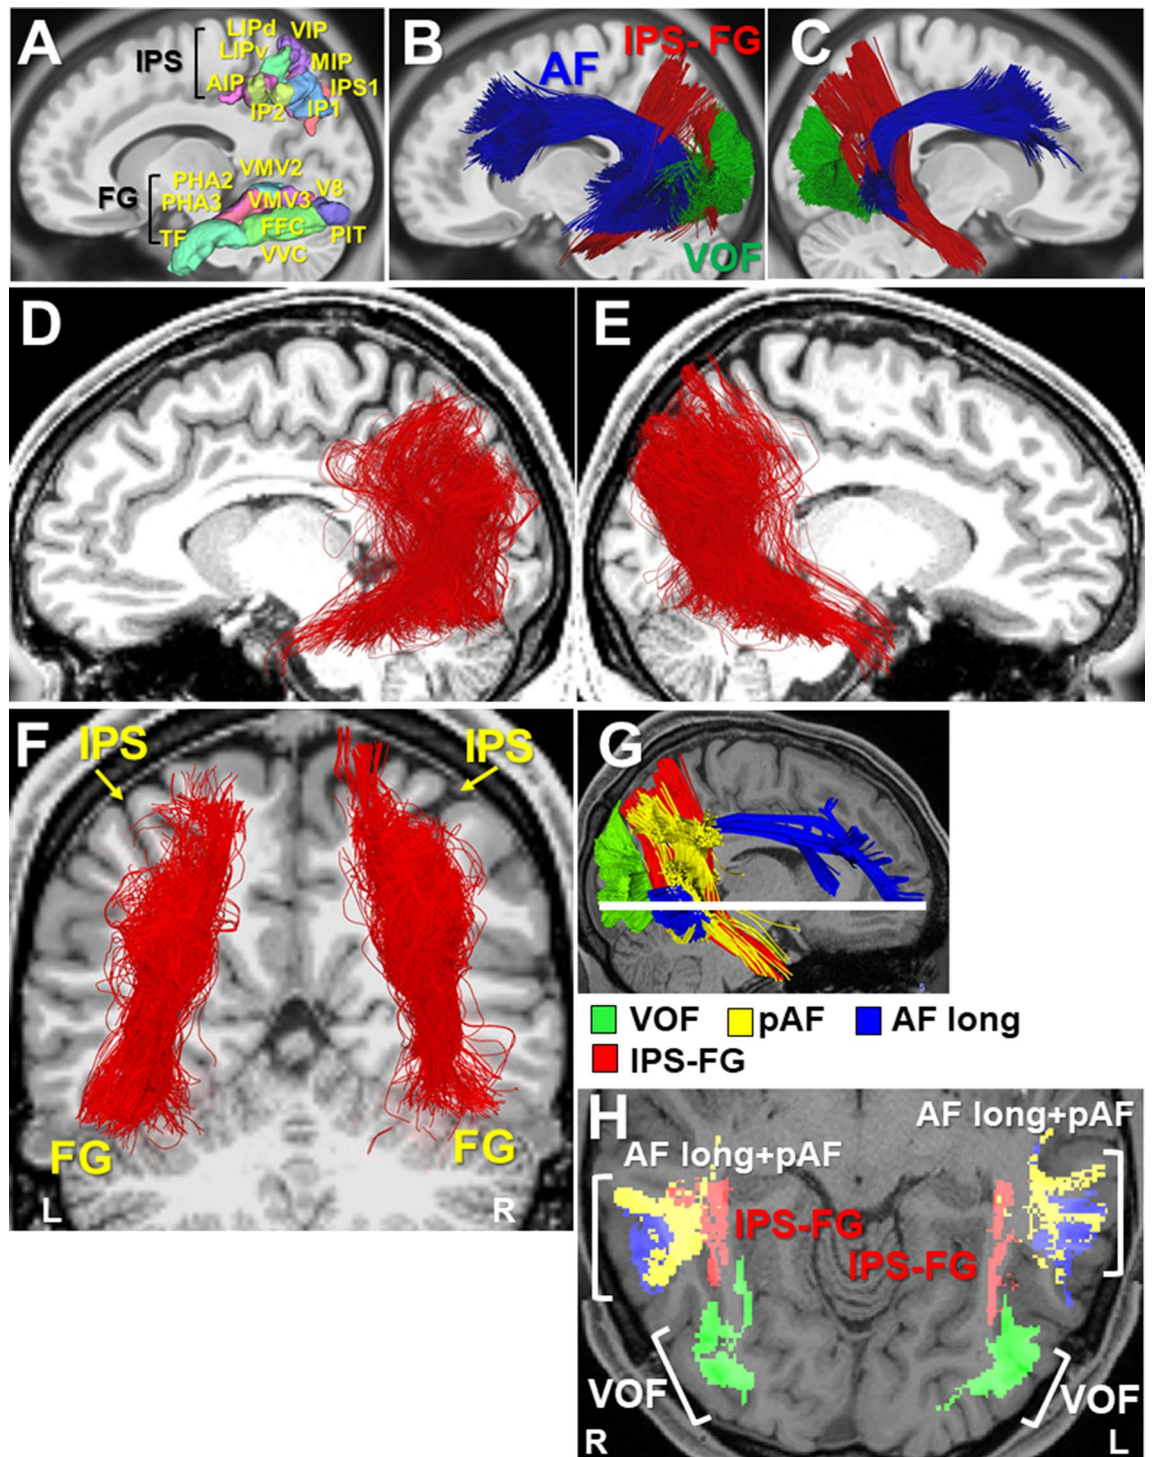 A
IPS
LIPd
VIP
LIPv
MIP
AIP
IPS1
IP2
IP1
FG
PHA2
VMV2
V8
PHA3
VMV3
FFC
TF
PIT
VVC
B
AF
IPS- FG
VOF
C
D
E
F
IPS
IPS
FG
FG
L
R
G
VOF
pAF
AF long
IPS-FG
H
AF long+pAF
AF long+pAF
IPS-FG
IPS-FG
VOF
VOF
R
L